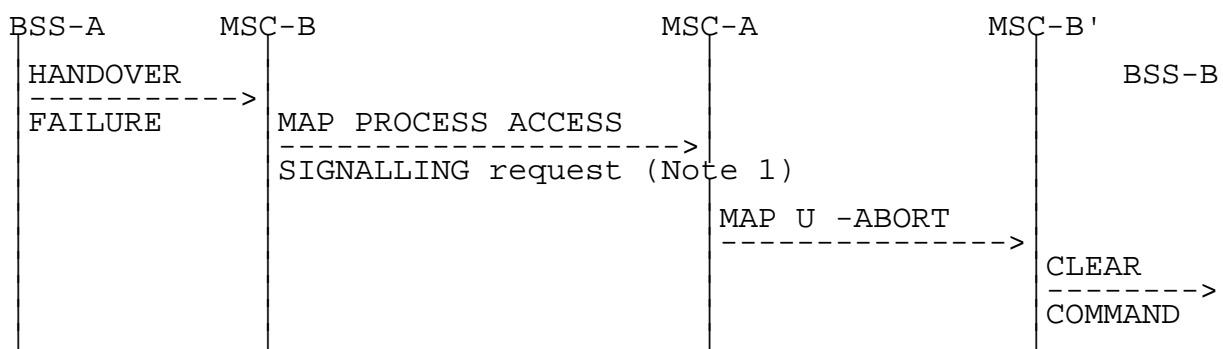 BSS-A MSC-B MSC-A MSC-B'
HANDOVER BSS-B
FAILURE MAP PROCESS ACCESS
SIGNALLING request (Note 1)
MAP U -ABORT
CLEAR
COMMAND